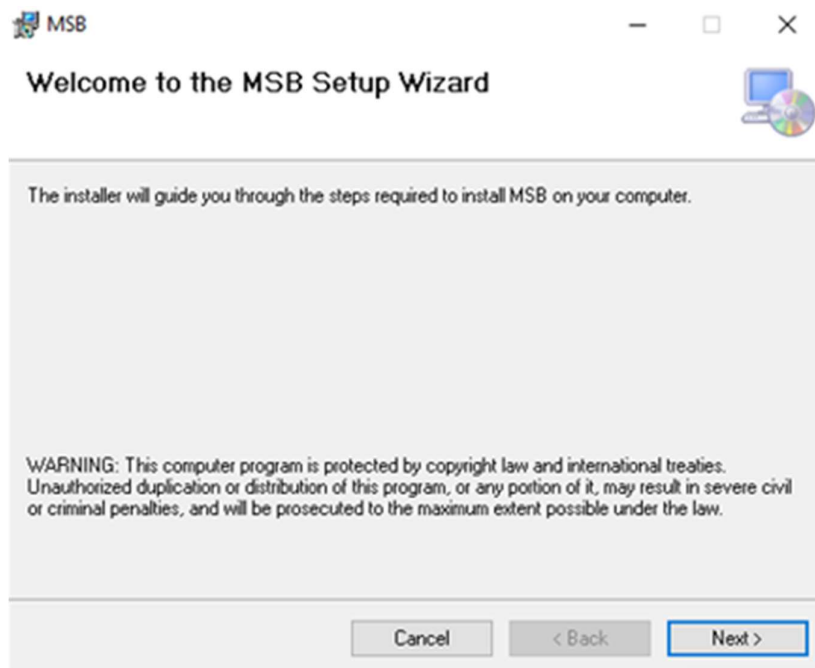 MSB
Welcome to the MSB Setup Wizard
The installer will guide you through the steps required to install MSB on your computer.
WARNING: This computer program is protected by copyright law and international treaties.
Unauthorized duplication or distribution of this program, or any portion of it, may result in severe civil
or criminal penalties, and will be prosecuted to the maximum extent possible under the law.
Cancel < Back Next >